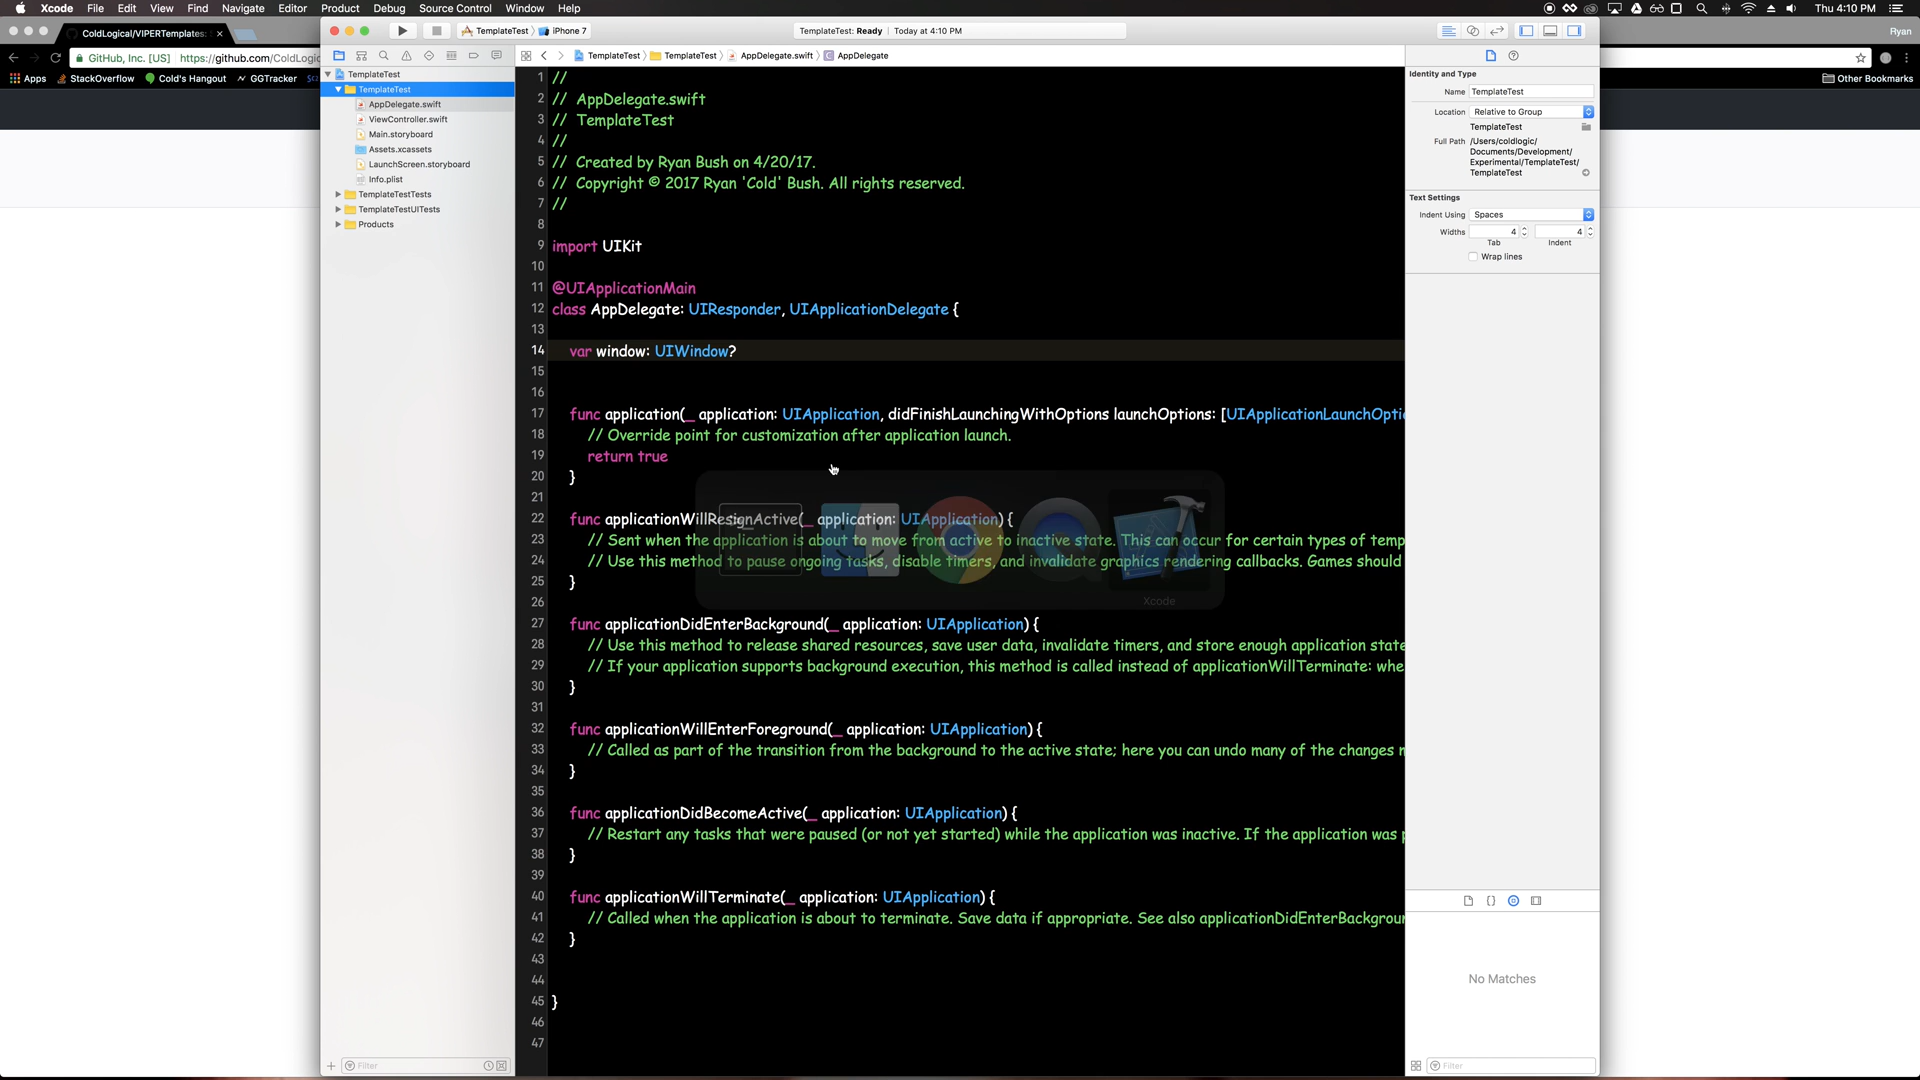 Xcode File Edit View Find Navigate Editor Product Debug Source Control Window Help
Thu 4:10 PM
ColdLogical/VIPERTemplates:
Ryan
GitHub, Inc. [US] https://github.com/ColdLogic
Apps StackOverflow Cold's Hangout GGTracker
Other Bookmarks
TemplateTest iPhone 7
TemplateTest: Ready Today at 4:10 PM
TemplateTest TemplateTest AppDelegate.swift C AppDelegate
TemplateTest
TemplateTest
AppDelegate.swift
ViewController.swift
Main.storyboard
Assets.xcassets
LaunchScreen.storyboard
Info.plist
TemplateTestTests
TemplateTestUITests
Products
Filter
1 //
2 // AppDelegate.swift
3 // TemplateTest
4 //
5 // Created by Ryan Bush on 4/20/17.
6 // Copyright © 2017 Ryan 'Cold' Bush. All rights reserved.
7 //
8
9 import UIKit
10
11 @UIApplicationMain
12 class AppDelegate: UIResponder, UIApplicationDelegate {
13
14 var window: UIWindow?
15
16
17 func application(_ application: UIApplication, didFinishLaunchingWithOptions launchOptions: [UIApplicationLaunchOptio
18 // Override point for customization after application launch.
19 return true
20 }
21
22 func applicationWillResignActive(_ application: UIApplication) {
23 // Sent when the application is about to move from active to inactive state. This can occur for certain types of temp
24 // Use this method to pause ongoing tasks, disable timers, and invalidate graphics rendering callbacks. Games should
25 }
26
27 func applicationDidEnterBackground(_ application: UIApplication) {
28 // Use this method to release shared resources, save user data, invalidate timers, and store enough application state
29 // If your application supports background execution, this method is called instead of applicationWillTerminate: whe
30 }
31
32 func applicationWillEnterForeground(_ application: UIApplication) {
33 // Called as part of the transition from the background to the active state; here you can undo many of the changes m
34 }
35
36 func applicationDidBecomeActive(_ application: UIApplication) {
37 // Restart any tasks that were paused (or not yet started) while the application was inactive. If the application was p
38 }
39
40 func applicationWillTerminate(_ application: UIApplication) {
41 // Called when the application is about to terminate. Save data if appropriate. See also applicationDidEnterBackgroun
42 }
43
44
45 }
46
47
Xcode
Identity and Type
Name TemplateTest
Location Relative to Group
TemplateTest
Full Path /Users/coldlogic/
Documents/Development/
Experimental/TemplateTest/
TemplateTest
Text Settings
Indent Using Spaces
Widths 4 4
Tab Indent
Wrap lines
{}
No Matches
Filter